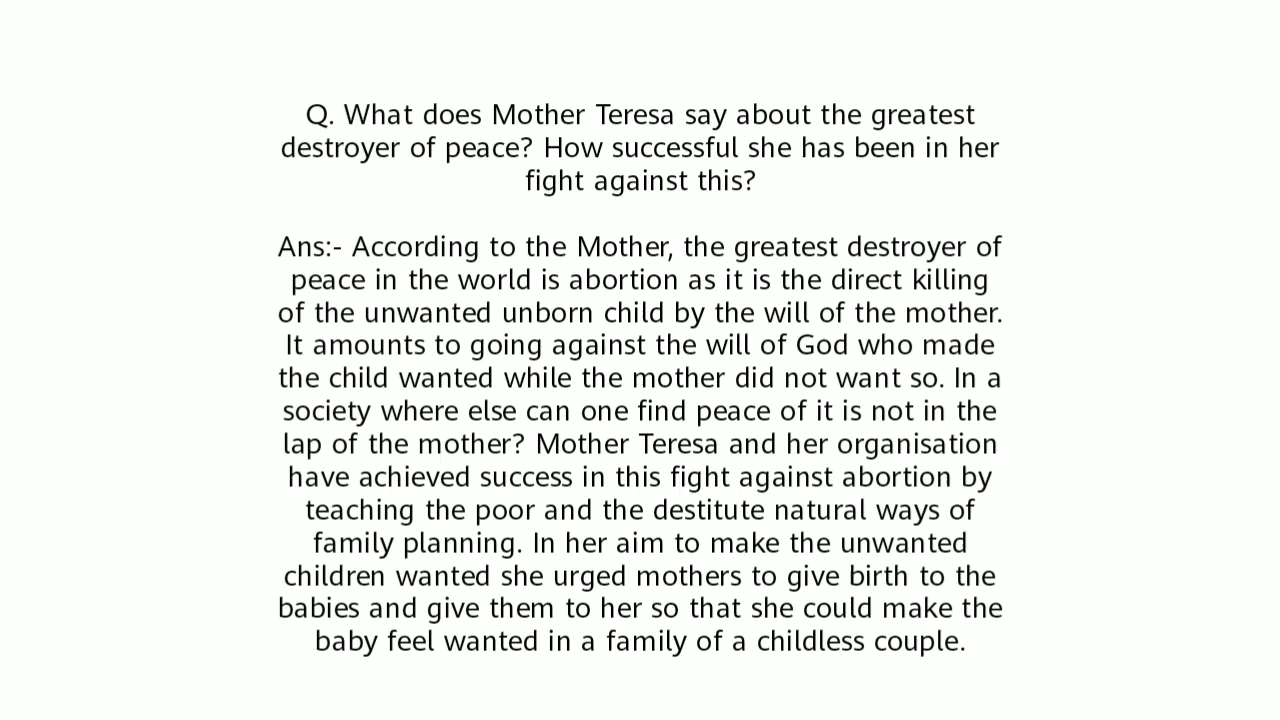 Q. What does Mother Teresa say about the greatest
destroyer of peace? How successful she has been in her
fight against this?
Ans:- According to the Mother, the greatest destroyer of
peace in the world is abortion as it is the direct killing
of the unwanted unborn child by the will of the mother.
It amounts to going against the will of God who made
the child wanted while the mother did not want so. In a
society where else can one find peace of it is not in the
lap of the mother? Mother Teresa and her organisation
have achieved success in this fight against abortion by
teaching the poor and the destitute natural ways of
family planning. In her aim to make the unwanted
children wanted she urged mothers to give birth to the
babies and give them to her so that she could make the
baby feel wanted in a family of a childless couple.